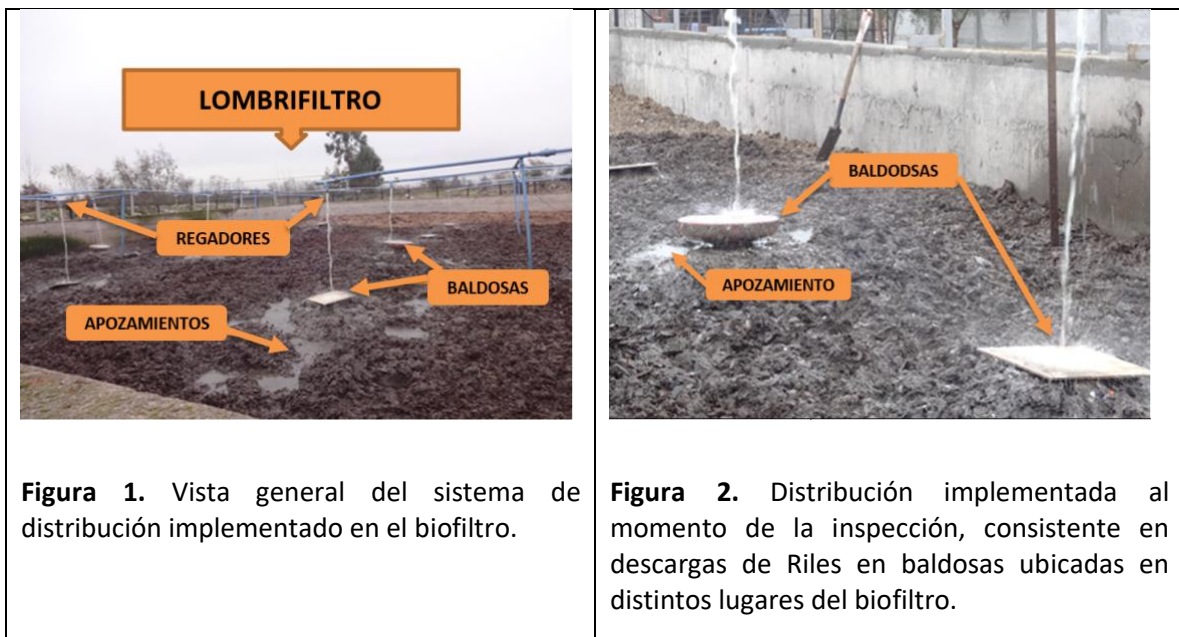 LOMBRIFILTRO
REGADORES
BALDOSAS
APOZAMIENTOS
Figura 1. Vista general del sistema de
distribución implementado en el biofiltro.
BALDODSAS
APOZAMIENTO
Figura 2. Distribución implementada al
momento de la inspección, consistente en
descargas de Riles en baldosas ubicadas en
distintos lugares del biofiltro.